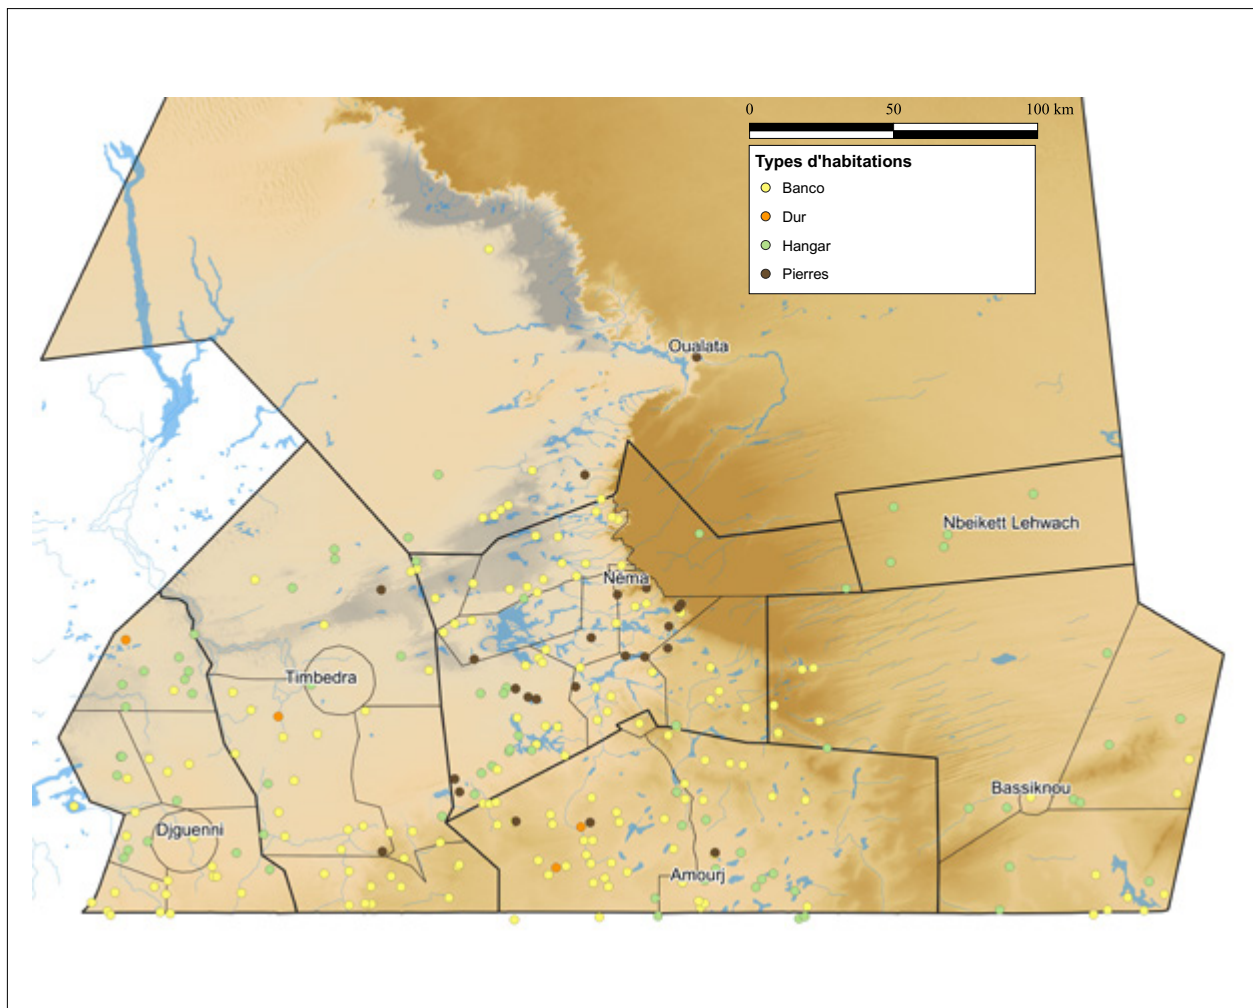 0 50 100 km
Types d'habitations
Banco
Dur
Hangar
Pierres
Oualata
Nbeikett Lehwach
Néma
Timbedra
Bassiknou
Djguenni
Amourj